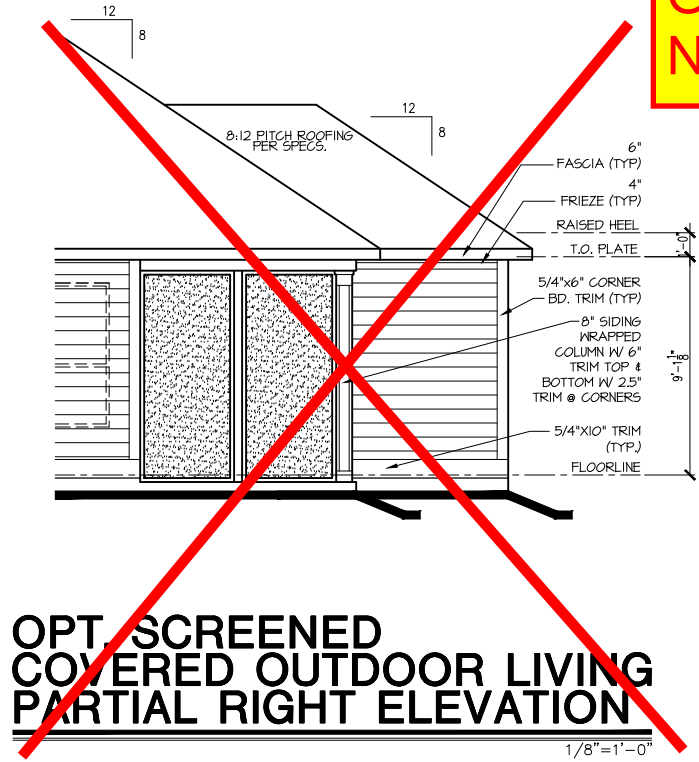 12
8
12
8
8:12 PITCH ROOFING
PER SPECS.
6"
FASCIA (TYP)
4"
FRIEZE (TYP)
RAISED HEEL
T.O. PLATE
5/4"x6" CORNER
BD. TRIM (TYP)
8" SIDING
WRAPPED
COLUMN W/ 6"
TRIM TOP &
BOTTOM W/ 2.5"
TRIM @ CORNERS
9'-1 1/8"
5/4"X10" TRIM
(TYP.)
FLOORLINE
OPT. SCREENED
COVERED OUTDOOR LIVING
PARTIAL RIGHT ELEVATION
1/8"=1'-0"